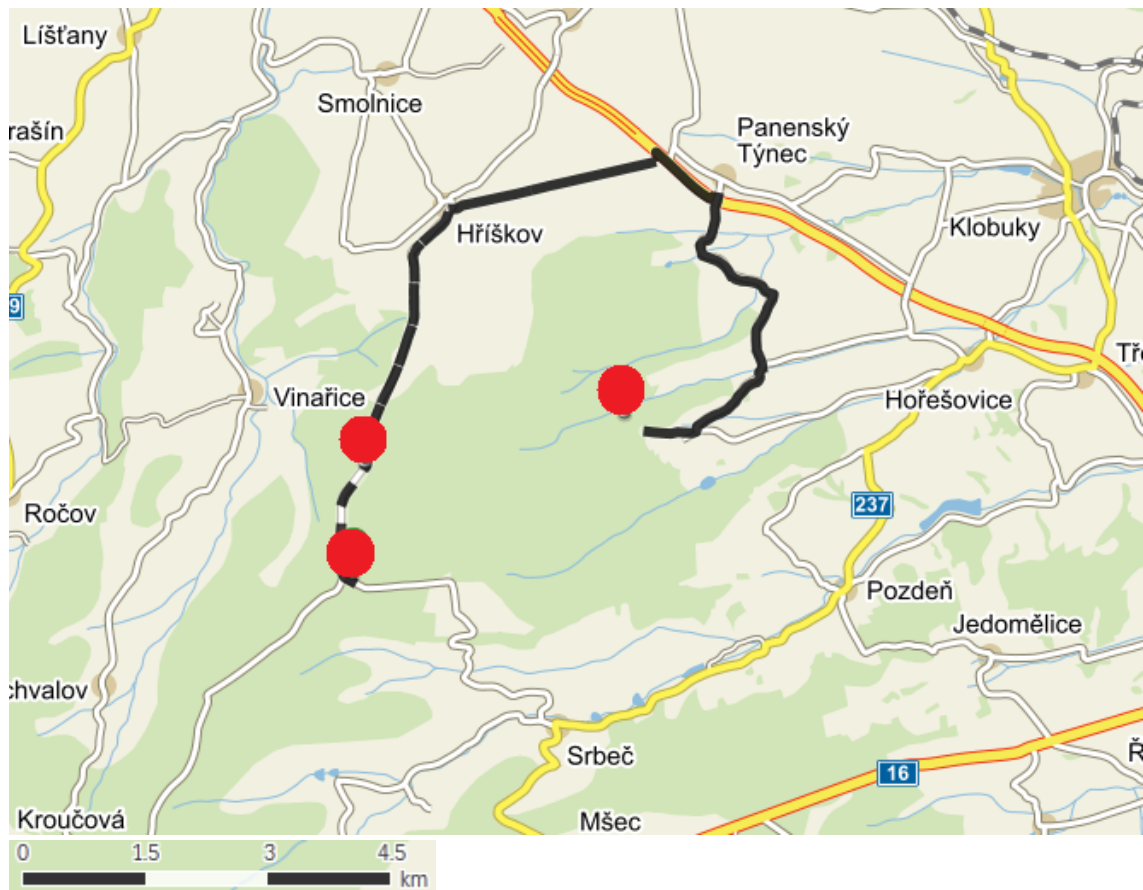 Líšťany
Smolnice
rašín
Panenský
Týnec
Klobuky
Hříškov
9
Vinařice
Tře
Hořešovice
Ročov
237
Pozdeň
Jedomělice
chvalov
Srbeč
Ř
16
Kroučová
Mšec
0 1.5 3 4.5
km